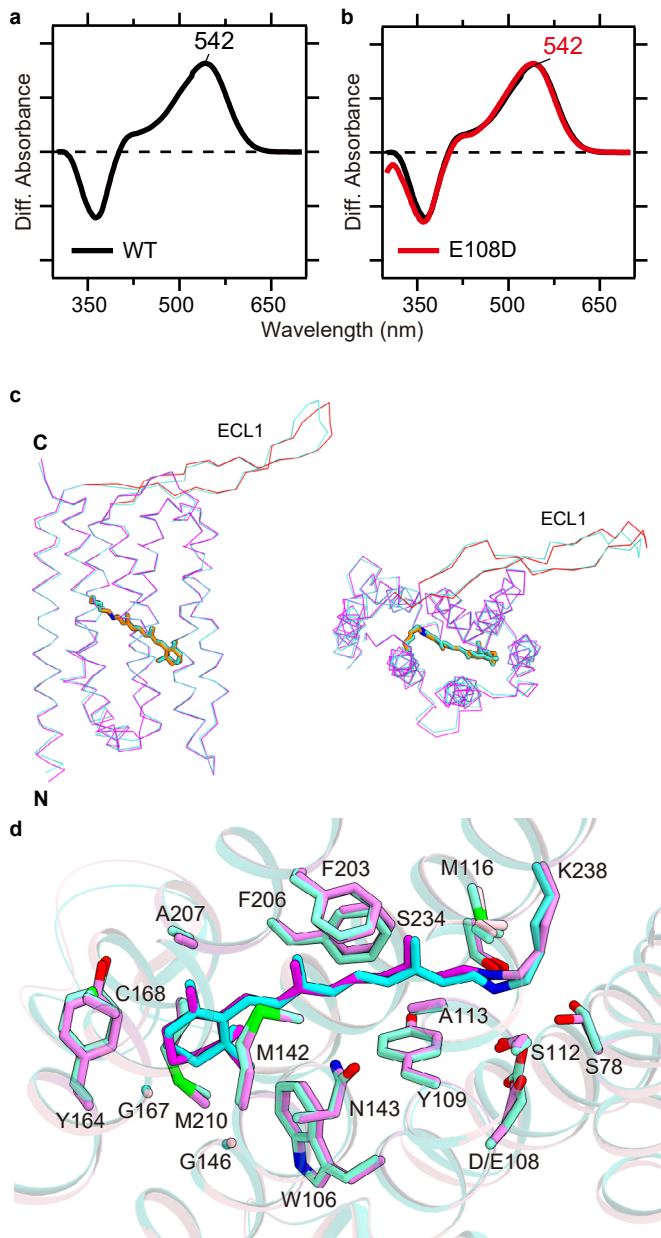 a
b
542
542
Diff. Absorbance
Diff. Absorbance
WT
E108D
350 500 650
350 500 650
Wavelength (nm)
c
C
ECL1
ECL1
N
d
F203
M116
K238
F206
S234
A207
C168
A113
M142
S112
S78
Y164
G167
M210
N143
Y109
G146
D/E108
W106